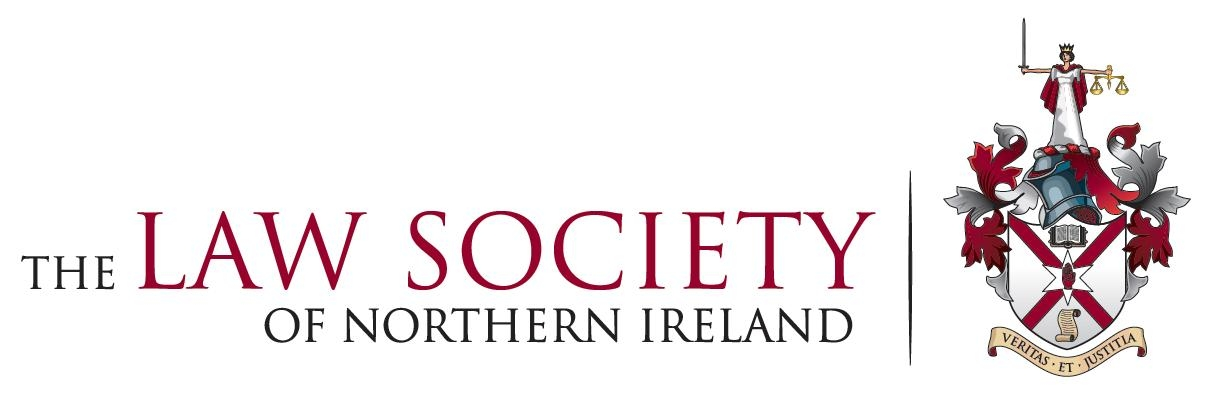 THE LAW SOCIETY
OF NORTHERN IRELAND
VERITAS · ET · JUSTITIA